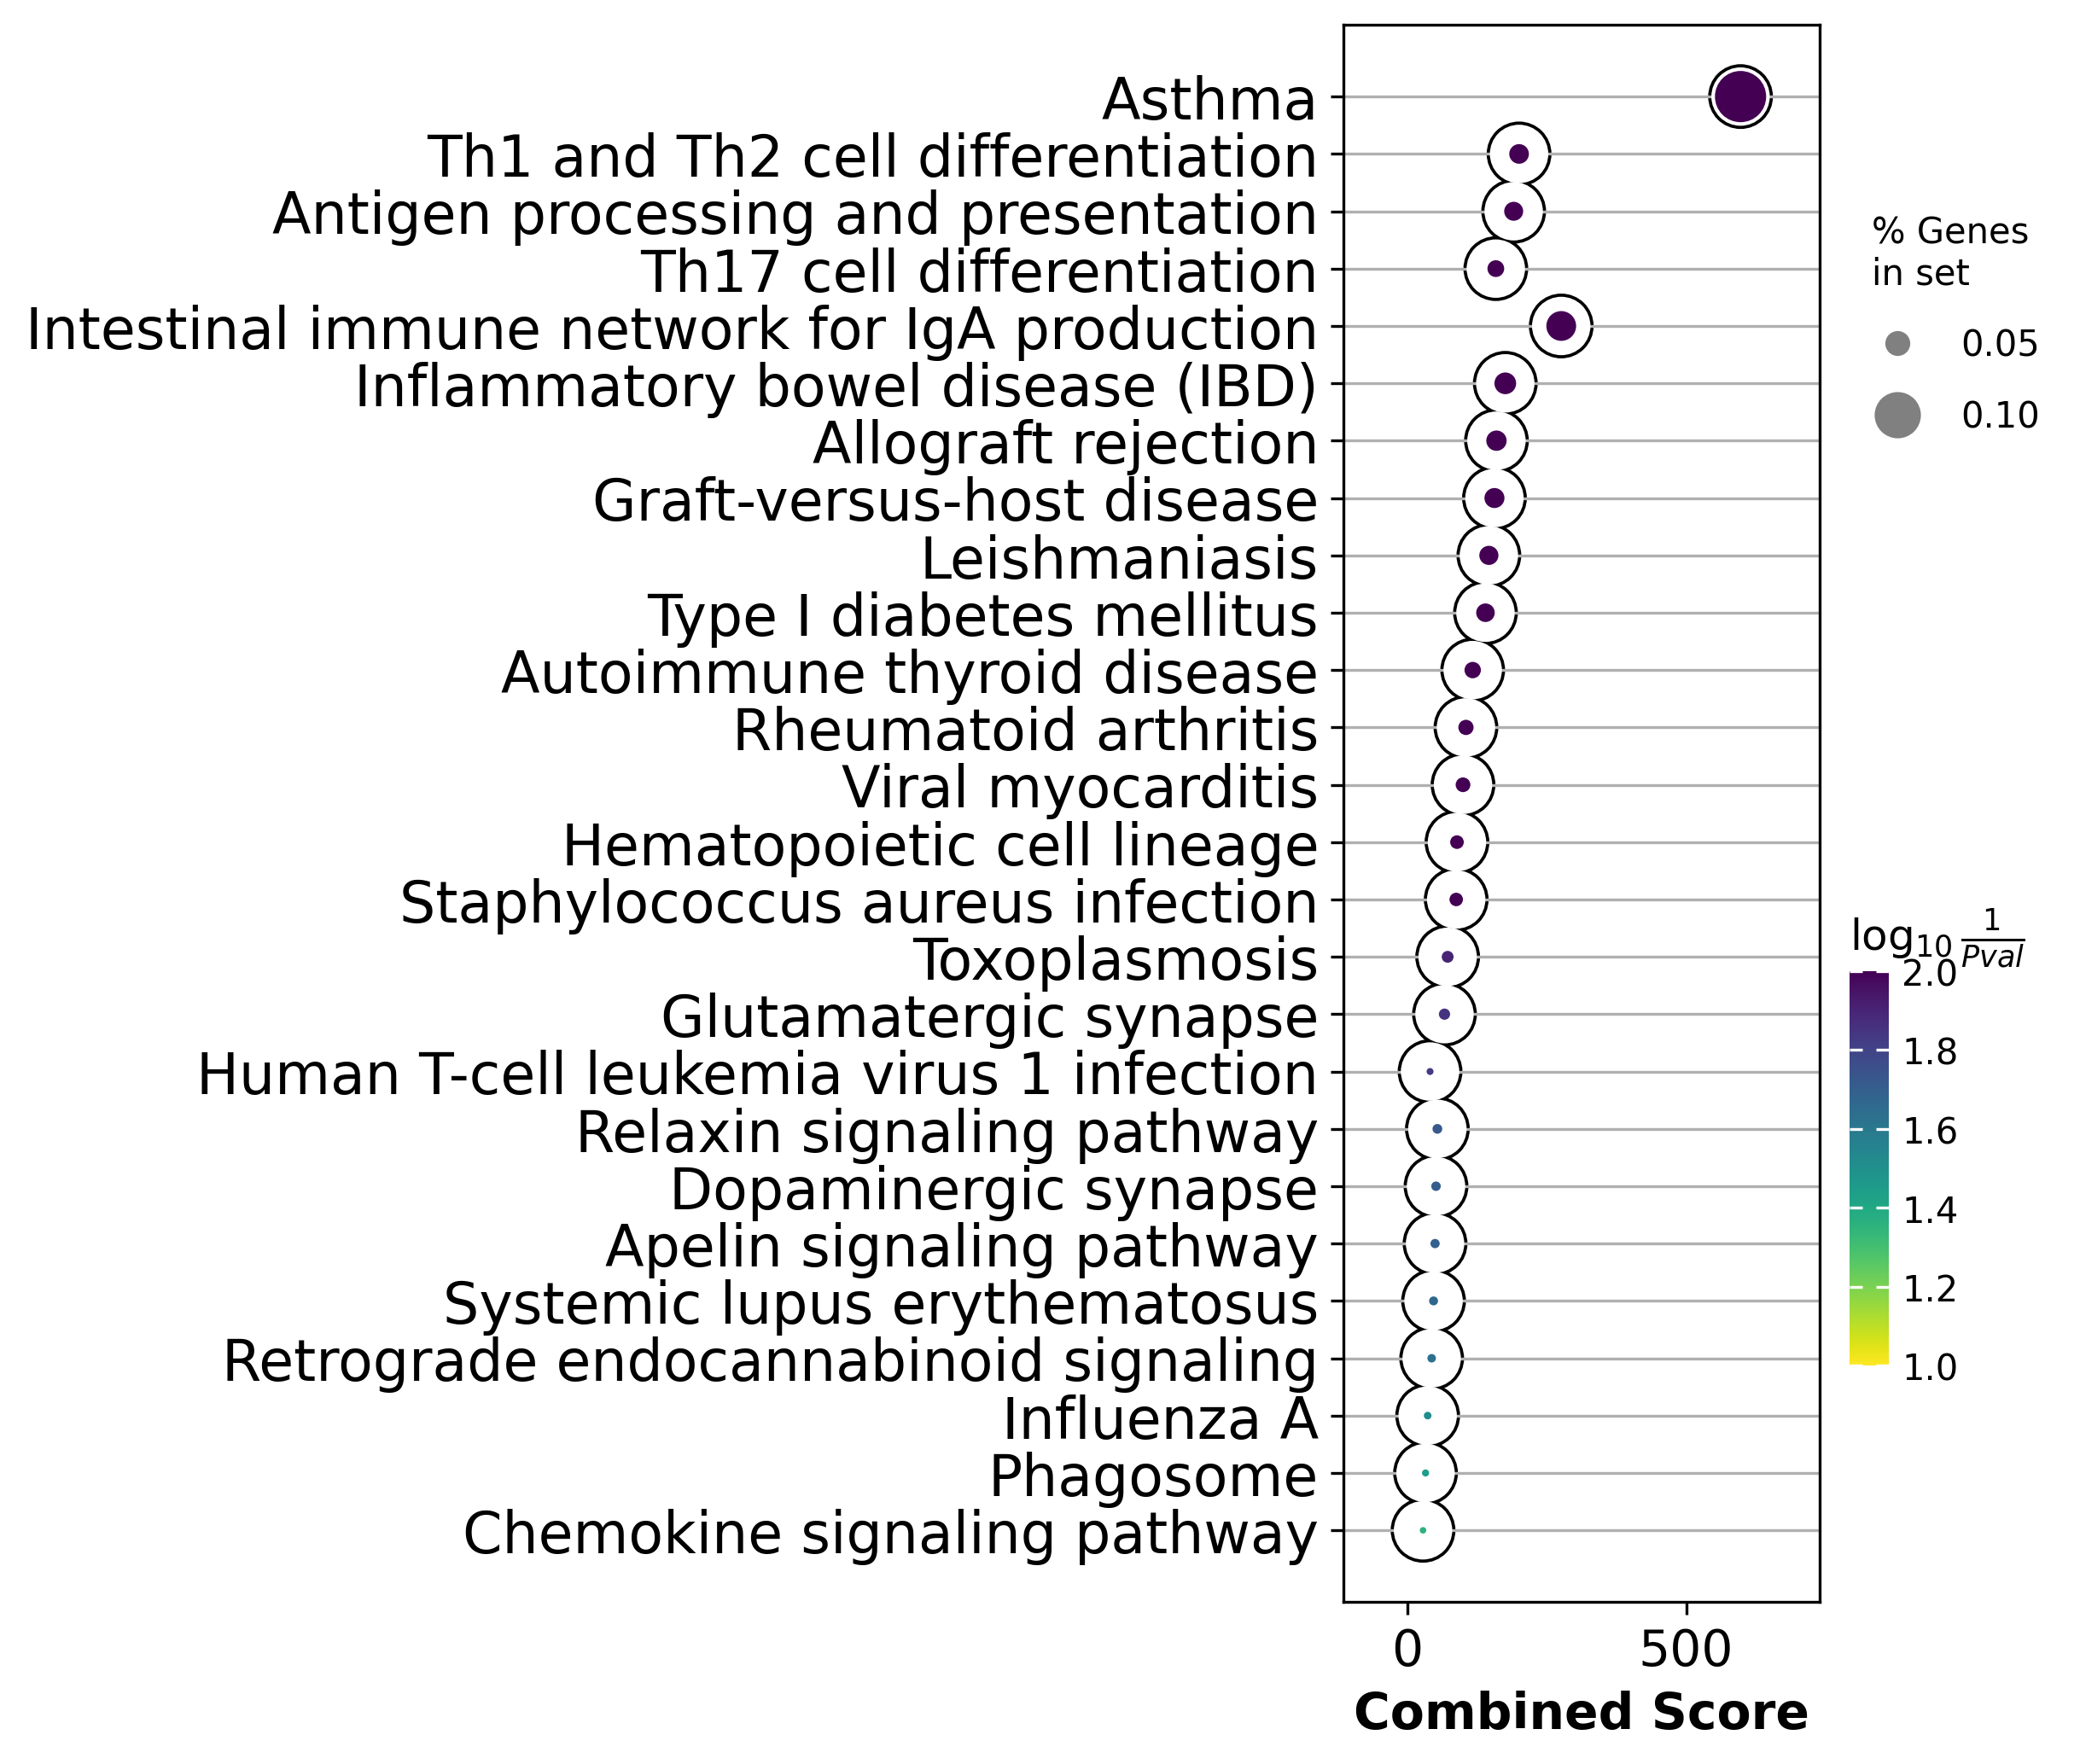 Asthma
Th1 and Th2 cell differentiation
Antigen processing and presentation
Th17 cell differentiation
Intestinal immune network for IgA production
Inflammatory bowel disease (IBD)
Allograft rejection
Graft-versus-host disease
Leishmaniasis
Type I diabetes mellitus
Autoimmune thyroid disease
Rheumatoid arthritis
Viral myocarditis
Hematopoietic cell lineage
Staphylococcus aureus infection
Toxoplasmosis
Glutamatergic synapse
Human T-cell leukemia virus 1 infection
Relaxin signaling pathway
Dopaminergic synapse
Apelin signaling pathway
Systemic lupus erythematosus
Retrograde endocannabinoid signaling
Influenza A
Phagosome
Chemokine signaling pathway
0 500
Combined Score
% Genes
in set
0.05
0.10
log₁₀ 1/Pval
2.0
1.8
1.6
1.4
1.2
1.0